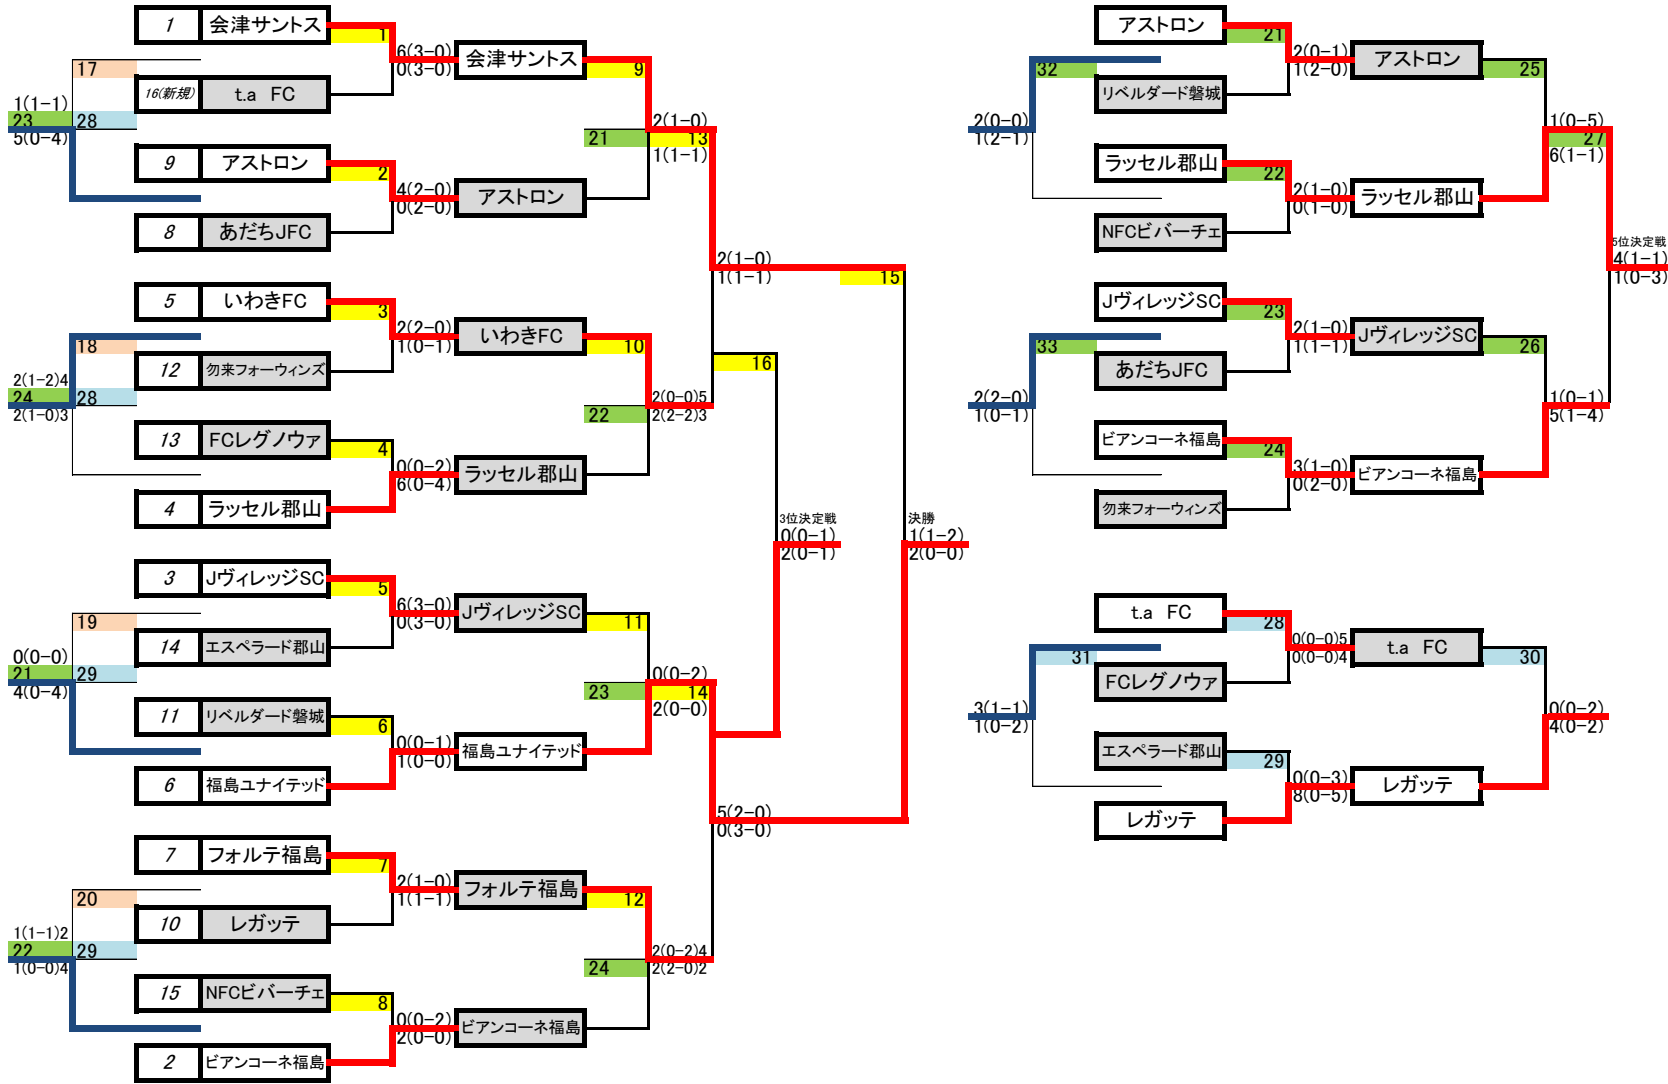 1 会津サントス 1
6(3-0)
0(3-0)
会津サントス 9
17
16(新規) t.a FC
1(1-1)
23 28
5(0-4)
2(1-0)
21 13
1(1-1)
9 アストロン 2
4(2-0)
0(2-0)
アストロン
8 あだちJFC
2(1-0)
1(1-1)
15
5 いわきFC 3
2(2-0)
1(0-1)
いわきFC 10
18
12 勿来フォーウィンズ
16
2(1-2)4
24 28
2(1-0)3
2(0-0)5
22
2(2-2)3
13 FCレグノウァ 4
0(0-2)
6(0-4)
ラッセル郡山
4 ラッセル郡山
3位決定戦
0(0-1)
2(0-1)
決勝
1(1-2)
2(0-0)
3 JヴィレッジSC 5
6(3-0)
0(3-0)
JヴィレッジSC 11
19
14 エスペラード郡山
0(0-0)
21 29
4(0-4)
0(0-2)
23 14
2(0-0)
11 リベルダード磐城 6
0(0-1)
1(0-0)
福島ユナイテッド
6 福島ユナイテッド
5(2-0)
0(3-0)
7 フォルテ福島 7
2(1-0)
1(1-1)
フォルテ福島 12
20
10 レガッテ
1(1-1)2
22 29
1(0-0)4
2(0-2)4
24
2(2-0)2
15 NFCビバーチェ 8
0(0-2)
2(0-0)
ビアンコーネ福島
2 ビアンコーネ福島
アストロン 21
2(0-1)
1(2-0)
アストロン 25
32
リベルダード磐城
2(0-0)
1(2-1)
1(0-5)
27
6(1-1)
ラッセル郡山 22
2(1-0)
0(1-0)
ラッセル郡山
NFCビバーチェ
5位決定戦
4(1-1)
1(0-3)
JヴィレッジSC 23
2(1-0)
1(1-1)
JヴィレッジSC 26
33
あだちJFC
2(2-0)
1(0-1)
1(0-1)
5(1-4)
ビアンコーネ福島 24
3(1-0)
0(2-0)
ビアンコーネ福島
勿来フォーウィンズ
t.a FC 28
0(0-0)5
0(0-0)4
t.a FC 30
31
FCレグノウァ
3(1-1)
1(0-2)
0(0-2)
4(0-2)
エスペラード郡山 29
0(0-3)
8(0-5)
レガッテ
レガッテ